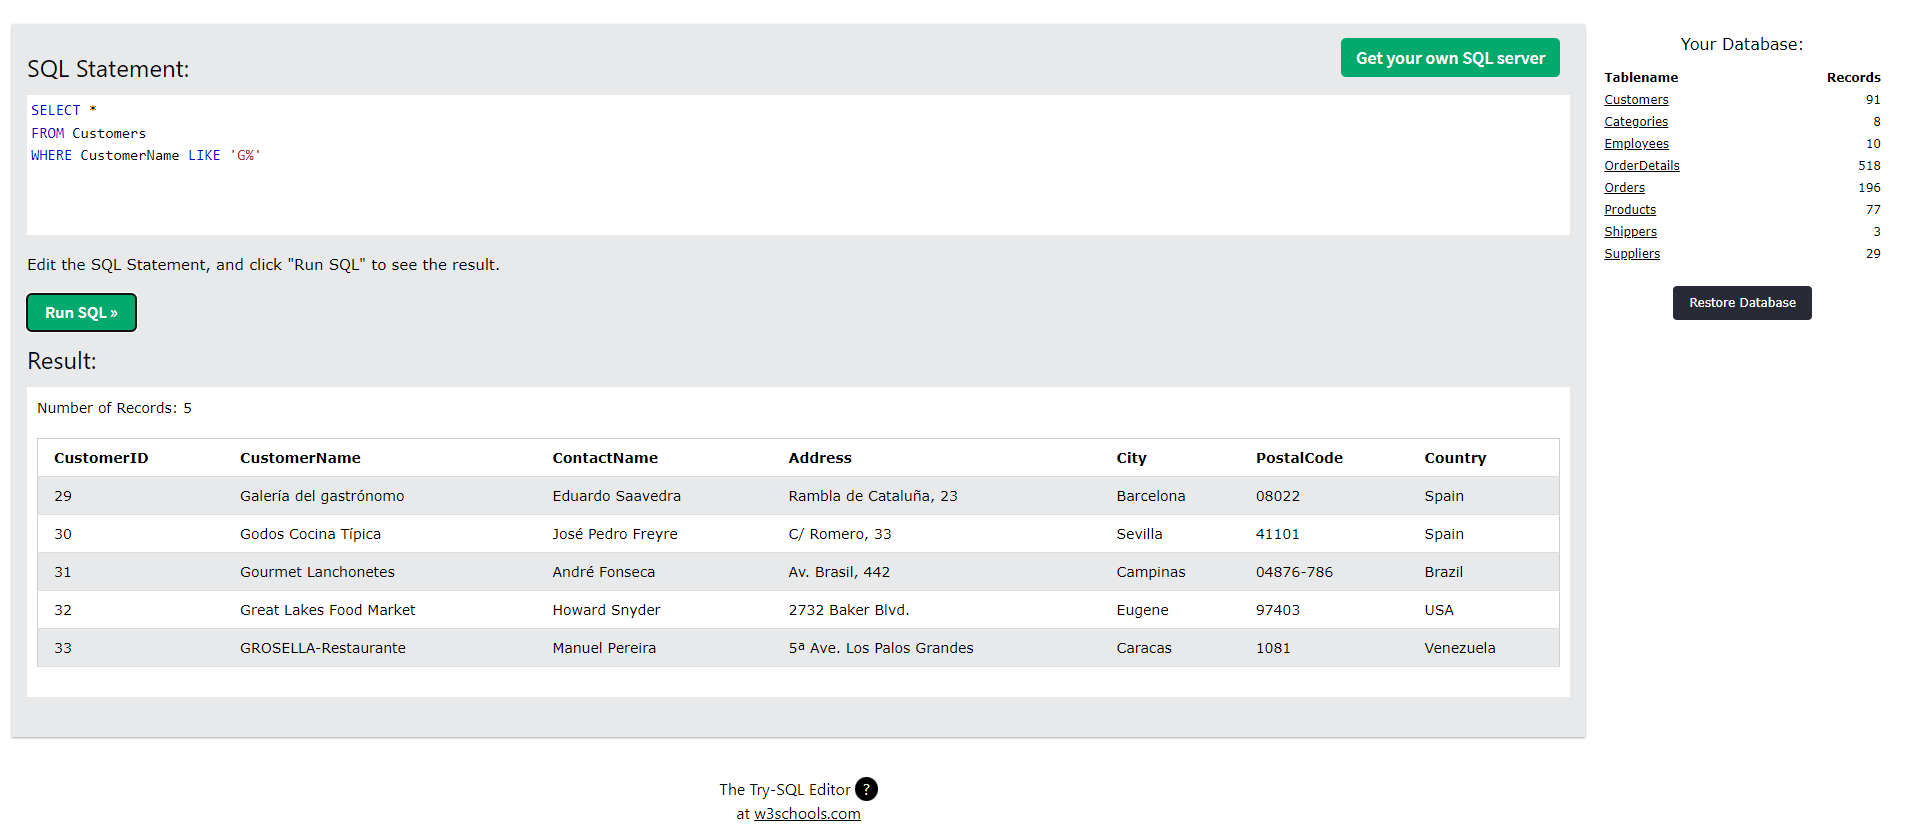 SQL Statement:
Get your own SQL server
SELECT *
FROM Customers
WHERE CustomerName LIKE 'G%'
Edit the SQL Statement, and click "Run SQL" to see the result.
Run SQL »
Result:
Number of Records: 5
CustomerID CustomerName ContactName Address City PostalCode Country
29 Galería del gastrónomo Eduardo Saavedra Rambla de Cataluña, 23 Barcelona 08022 Spain
30 Godos Cocina Típica José Pedro Freyre C/ Romero, 33 Sevilla 41101 Spain
31 Gourmet Lanchonetes André Fonseca Av. Brasil, 442 Campinas 04876-786 Brazil
32 Great Lakes Food Market Howard Snyder 2732 Baker Blvd. Eugene 97403 USA
33 GROSELLA-Restaurante Manuel Pereira 5ª Ave. Los Palos Grandes Caracas 1081 Venezuela
Your Database:
Tablename Records
Customers 91
Categories 8
Employees 10
OrderDetails 518
Orders 196
Products 77
Shippers 3
Suppliers 29
Restore Database
The Try-SQL Editor ?
at w3schools.com